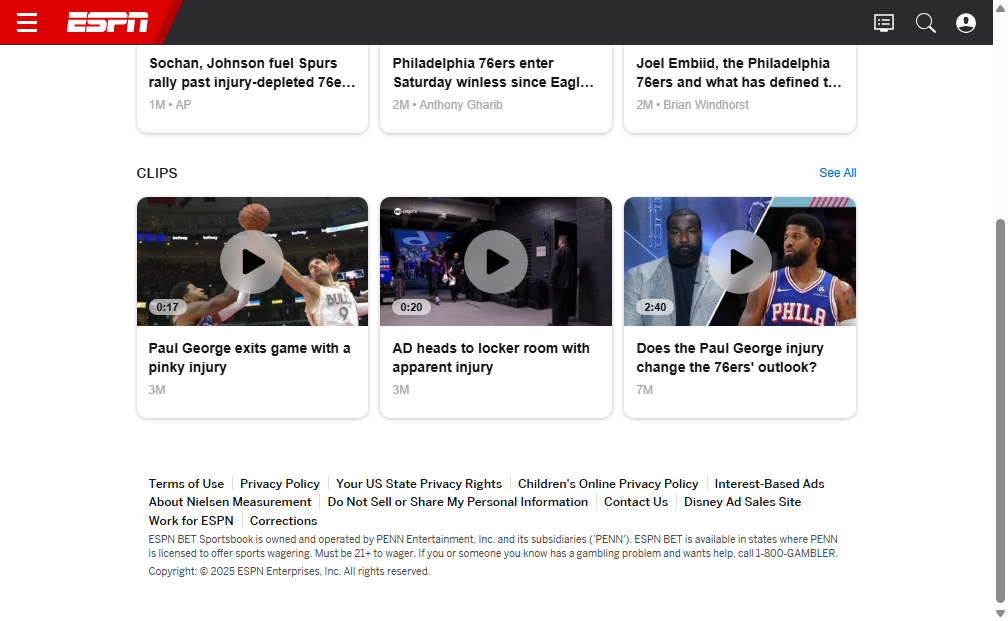 ESPN
Sochan, Johnson fuel Spurs
rally past injury-depleted 76e...
1M • AP
Philadelphia 76ers enter
Saturday winless since Eagl...
2M • Anthony Gharib
Joel Embiid, the Philadelphia
76ers and what has defined t...
2M • Brian Windhorst
CLIPS
See All
0:17
BULLS
9
Paul George exits game with a
pinky injury
3M
0:20
AD heads to locker room with
apparent injury
3M
2:40
PHILA
Does the Paul George injury
change the 76ers' outlook?
7M
Terms of Use
Privacy Policy
Your US State Privacy Rights
Children's Online Privacy Policy
Interest-Based Ads
About Nielsen Measurement
Do Not Sell or Share My Personal Information
Contact Us
Disney Ad Sales Site
Work for ESPN
Corrections
ESPN BET Sportsbook is owned and operated by PENN Entertainment, Inc. and its subsidiaries ('PENN'). ESPN BET is available in states where PENN
is licensed to offer sports wagering. Must be 21+ to wager. If you or someone you know has a gambling problem and wants help, call 1-800-GAMBLER.
Copyright: © 2025 ESPN Enterprises, Inc. All rights reserved.